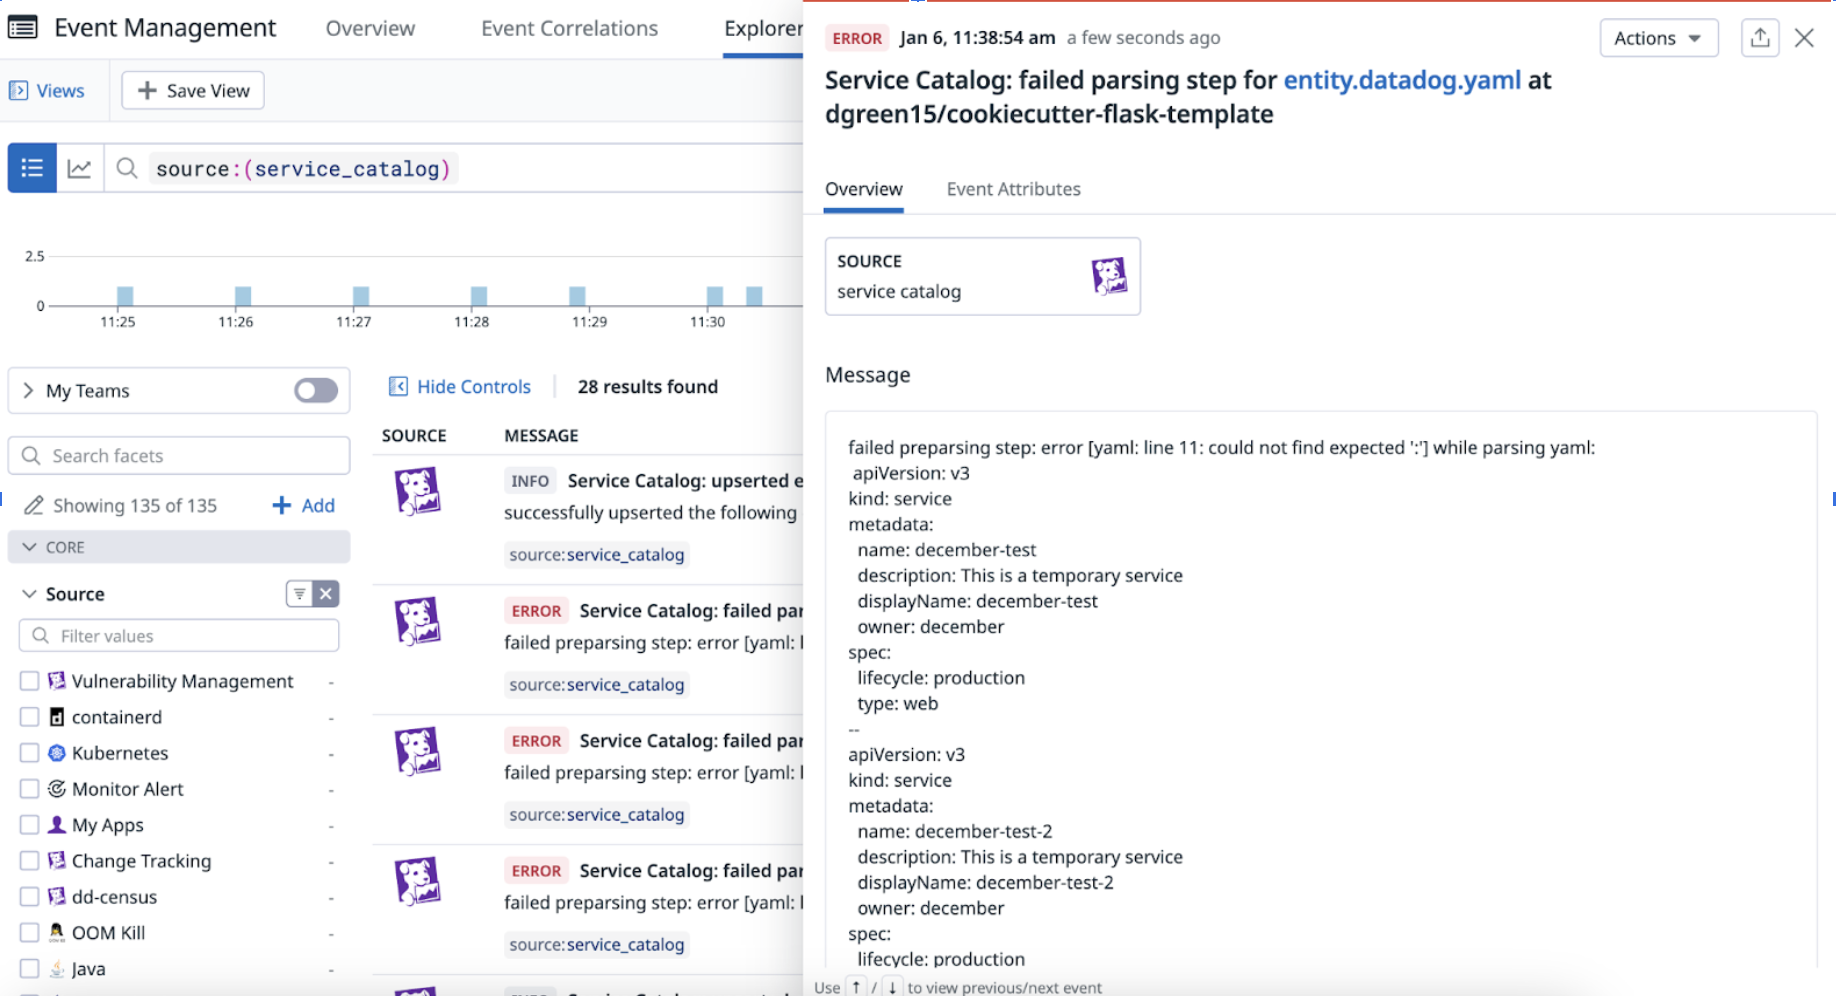 Event Management
Overview
Event Correlations
Explorer
Views
Save View
source:(service_catalog)
2.5
0
11:25
11:26
11:27
11:28
11:29
11:30
My Teams
Search facets
Showing 135 of 135
Add
CORE
Source
Filter values
Vulnerability Management -
containerd -
Kubernetes -
Monitor Alert -
My Apps -
Change Tracking -
dd-census -
OOM Kill -
Java -
Hide Controls
28 results found
SOURCE MESSAGE
INFO Service Catalog: upserted e
successfully upserted the following
source:service_catalog
ERROR Service Catalog: failed par
failed preparsing step: error [yaml: l
source:service_catalog
ERROR Service Catalog: failed par
failed preparsing step: error [yaml: l
source:service_catalog
ERROR Service Catalog: failed par
failed preparsing step: error [yaml: l
source:service_catalog
ERROR Jan 6, 11:38:54 am a few seconds ago
Actions
Service Catalog: failed parsing step for entity.datadog.yaml at
dgreen15/cookiecutter-flask-template
Overview
Event Attributes
SOURCE
service catalog
Message
failed preparsing step: error [yaml: line 11: could not find expected ':'] while parsing yaml:
apiVersion: v3
kind: service
metadata:
name: december-test
description: This is a temporary service
displayName: december-test
owner: december
spec:
lifecycle: production
type: web
--
apiVersion: v3
kind: service
metadata:
name: december-test-2
description: This is a temporary service
displayName: december-test-2
owner: december
spec:
lifecycle: production
Use ↑ / ↓ to view previous/next event